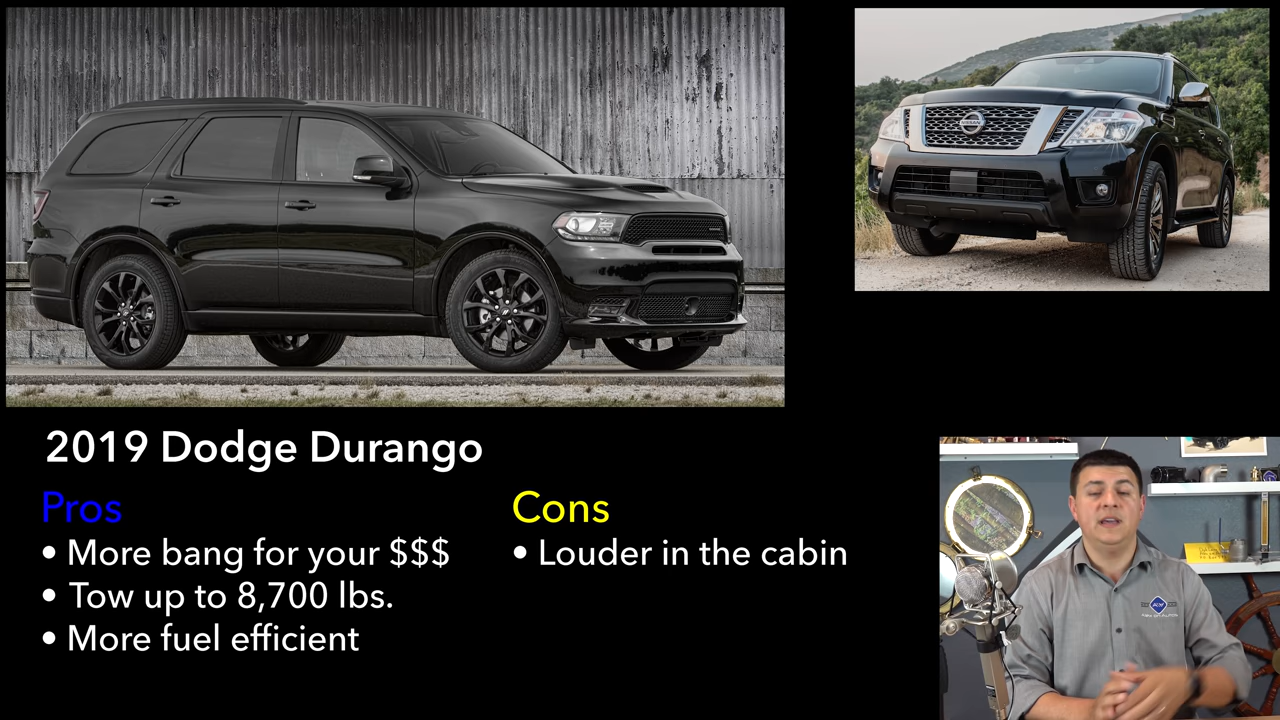 NISSAN
2019 Dodge Durango
Pros
• More bang for your $$$
• Tow up to 8,700 lbs.
• More fuel efficient
Cons
• Louder in the cabin